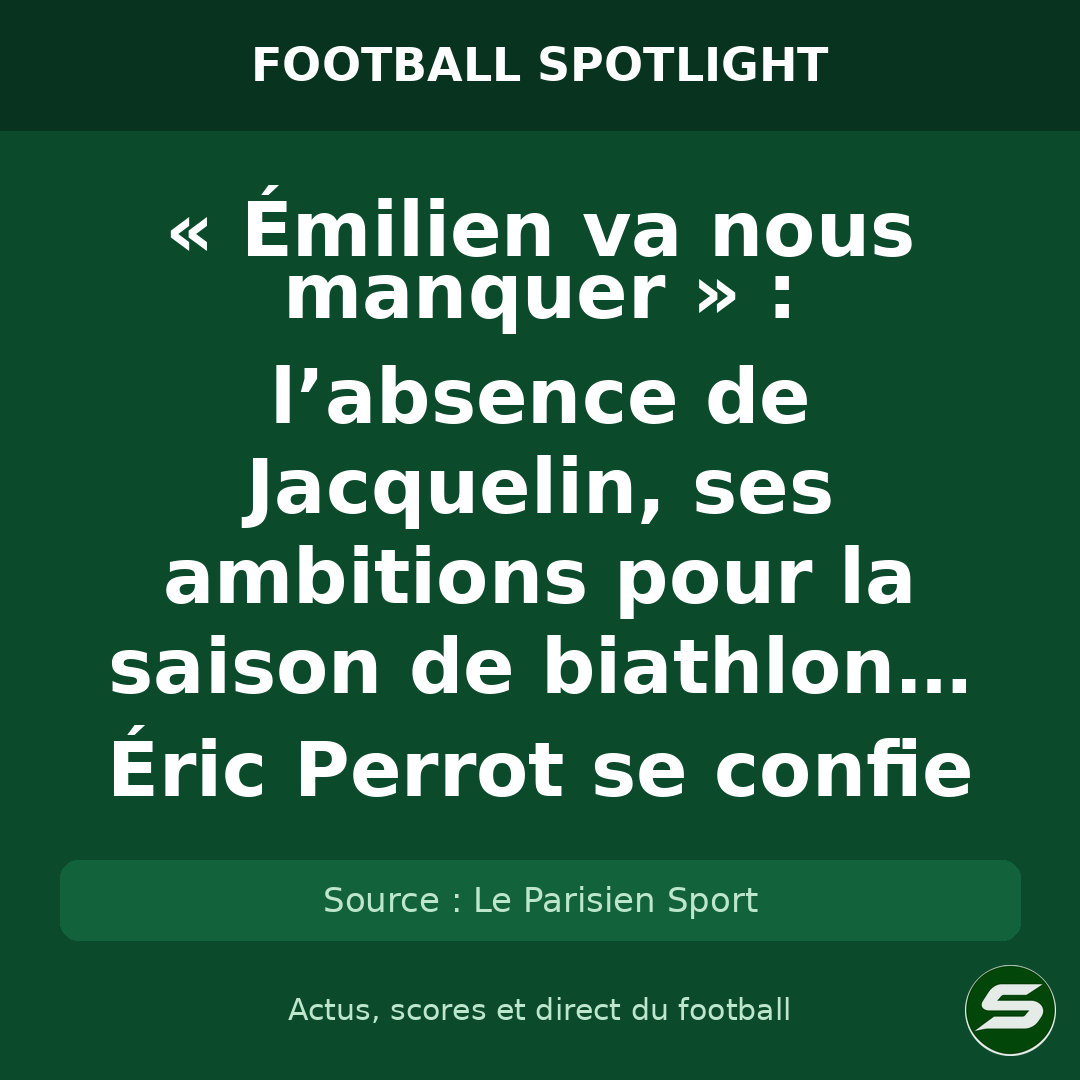 FOOTBALL SPOTLIGHT
« Émilien va nous
manquer » :
l’absence de
Jacquelin, ses
ambitions pour la
saison de biathlon…
Éric Perrot se confie
Source : Le Parisien Sport
Actus, scores et direct du football